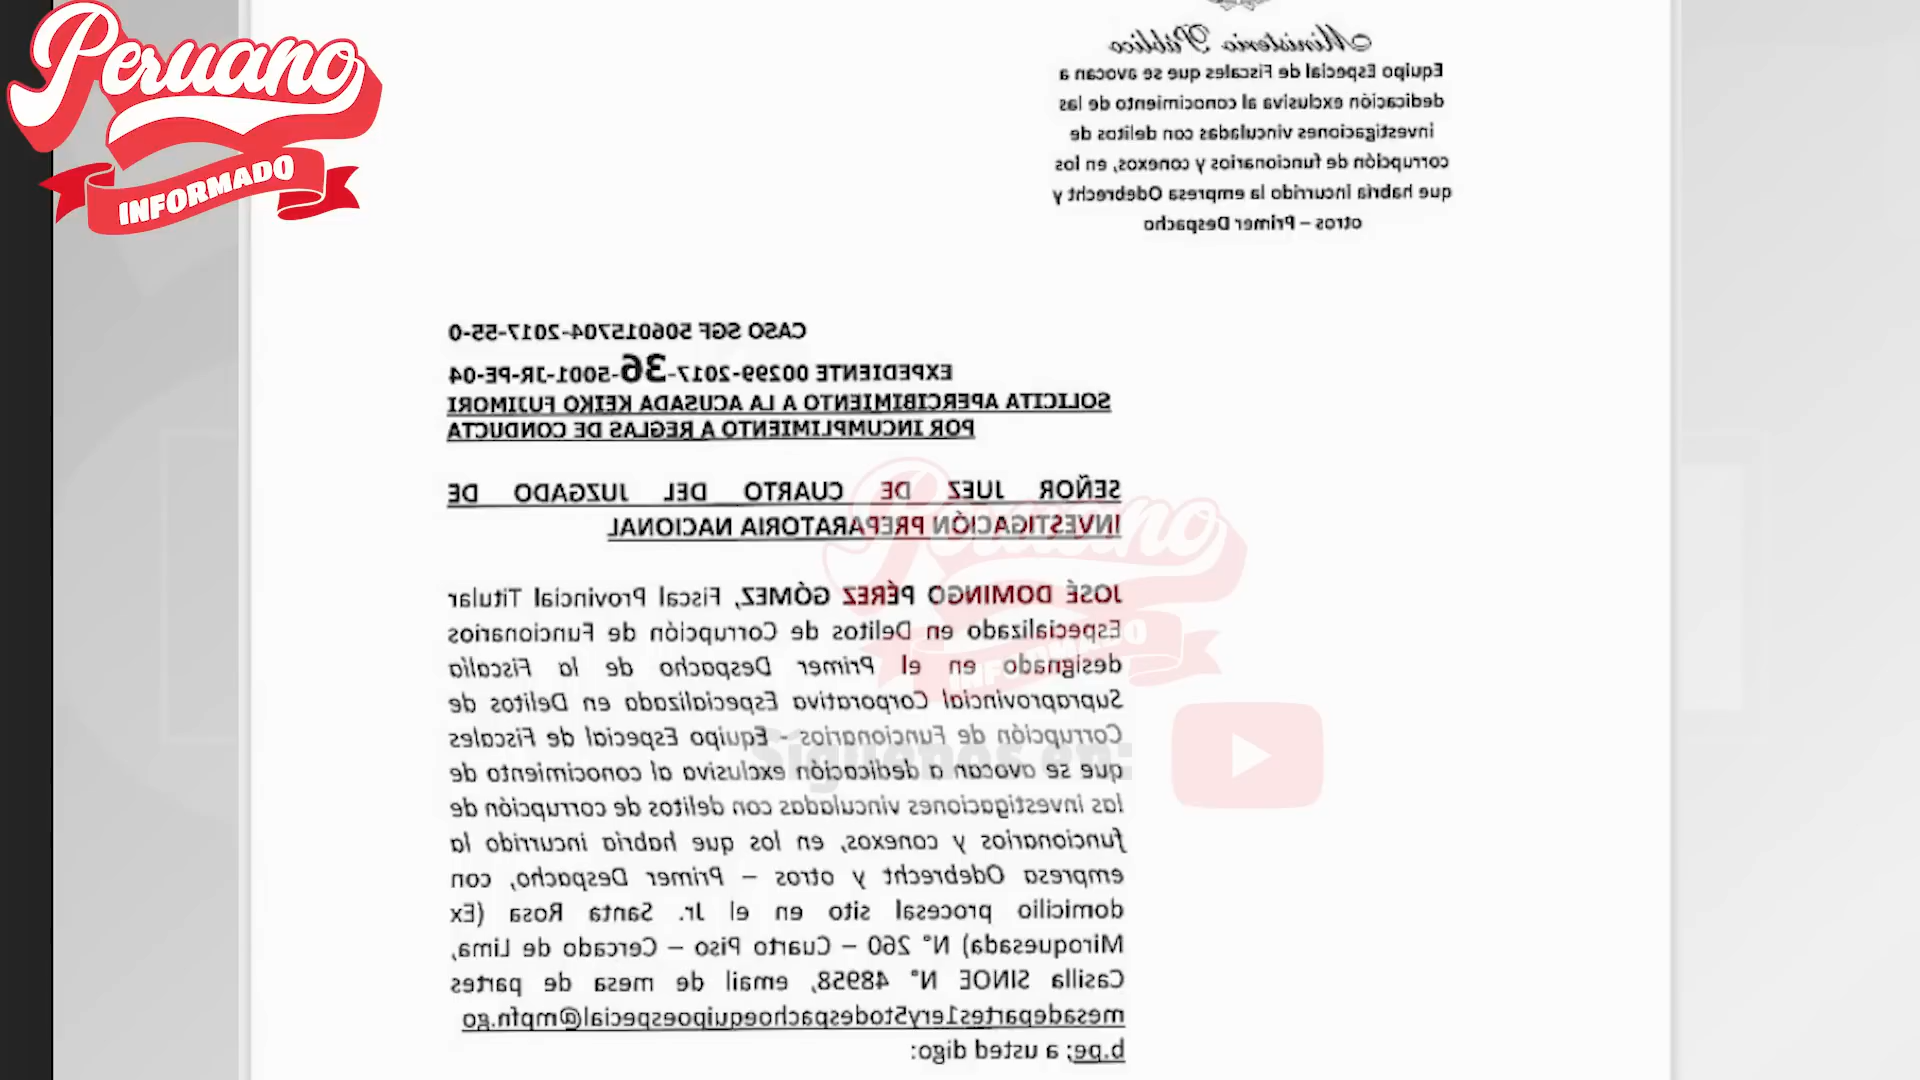 Peruano
INFORMADO
Ministerio Público
Equipo Especial de Fiscales que se avocan a
dedicación exclusiva al conocimiento de las
investigaciones vinculadas con delitos de
corrupción de funcionarios y conexos, en los
que habría incurrido la empresa Odebrecht y
otros – Primer Despacho
CASO SGF 506015704-2017-55-0
EXPEDIENTE 00299-2017-36-5001-JR-PE-04
SOLICITA APERCIBIMIENTO A LA ACUSADA KEIKO FUJIMORI
POR INCUMPLIMIENTO A REGLAS DE CONDUCTA
SEÑOR JUEZ DE CUARTO DEL JUZGADO DE
INVESTIGACIÓN PREPARATORIA NACIONAL
JOSÉ DOMINGO PÉREZ GÓMEZ, Fiscal Provincial Titular
Especializado en Delitos de Corrupción de Funcionarios
designado en el Primer Despacho de la Fiscalía
Supraprovincial Corporativa Especializada en Delitos de
Corrupción de Funcionarios - Equipo Especial de Fiscales
que se avocan a dedicación exclusiva al conocimiento de
las investigaciones vinculadas con delitos de corrupción de
funcionarios y conexos, en los que habría incurrido la
empresa Odebrecht y otros – Primer Despacho, con
domicilio procesal sito en el Jr. Santa Rosa (Ex
Miroquesada) N° 260 – Cuarto Piso – Cercado de Lima,
Casilla SINOE N° 48958, email de mesa de partes
mesadepartes1ery5todespachoequipoespecial@mpfn.go
b.pe; a usted digo:
Peruano
INFORMADO
Síguenos en: